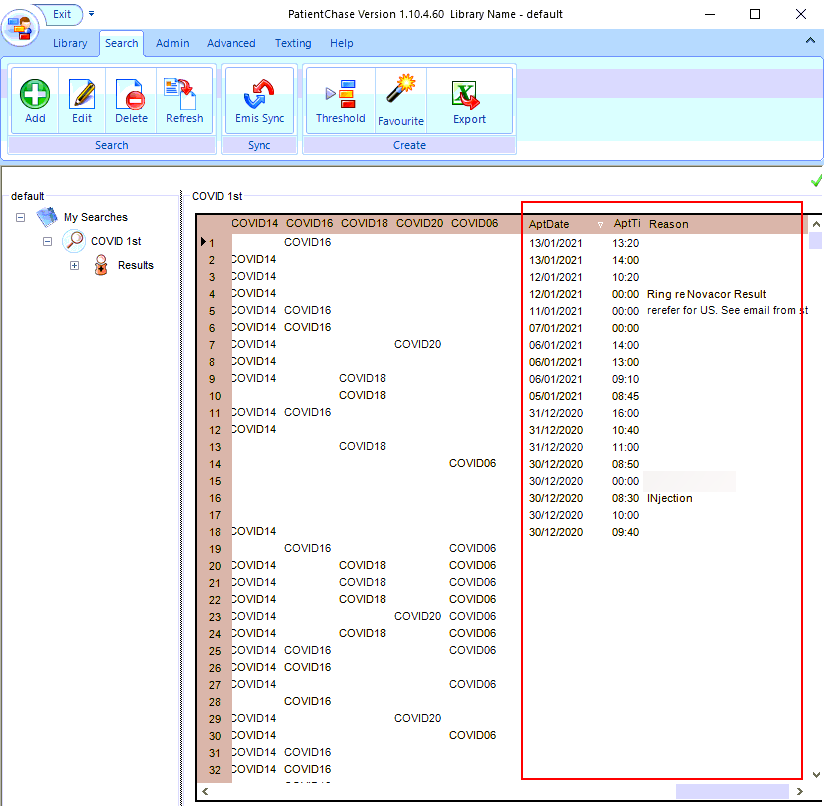 Exit PatientChase Version 1.10.4.60 Library Name - default
Library Search Admin Advanced Texting Help
Add Edit Delete Refresh Emis Sync Threshold Favourite Export
Search Sync Create
default COVID 1st
My Searches
COVID 1st
Results
COVID14 COVID16 COVID18 COVID20 COVID06 AptDate AptTi Reason
1 COVID16 13/01/2021 13:20
2 COVID14 13/01/2021 14:00
3 COVID14 12/01/2021 10:20
4 COVID14 12/01/2021 00:00 Ring re Novacor Result
5 COVID14 COVID16 11/01/2021 00:00 rerefer for US. See email from st
6 COVID14 COVID16 07/01/2021 00:00
7 COVID14 COVID20 06/01/2021 14:00
8 COVID14 06/01/2021 13:00
9 COVID14 COVID18 06/01/2021 09:10
10 COVID18 05/01/2021 08:45
11 COVID14 COVID16 31/12/2020 16:00
12 COVID14 31/12/2020 10:40
13 COVID18 31/12/2020 11:00
14 COVID06 30/12/2020 08:50
15 30/12/2020 00:00
16 30/12/2020 08:30 INjection
17 30/12/2020 10:00
18 COVID14 30/12/2020 09:40
19 COVID16 COVID06
20 COVID14 COVID18 COVID06
21 COVID14 COVID18 COVID06
22 COVID14 COVID18 COVID06
23 COVID14 COVID20 COVID06
24 COVID14 COVID18 COVID06
25 COVID14 COVID16 COVID06
26 COVID14 COVID16
27 COVID14 COVID06
28 COVID16
29 COVID14 COVID20
30 COVID14 COVID06
31 COVID14 COVID16
32 COVID14 COVID16